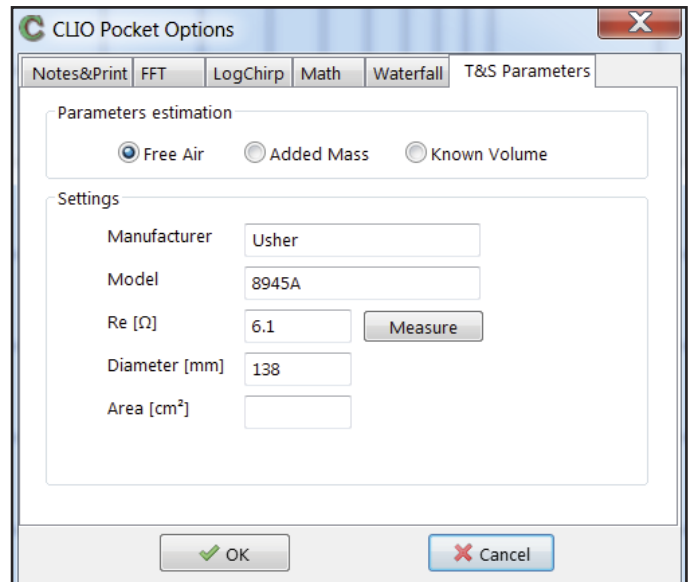 CLIO Pocket Options
Notes&Print FFT LogChirp Math Waterfall T&S Parameters
Parameters estimation
Free Air Added Mass Known Volume
Settings
Manufacturer Usher
Model 8945A
Re [Ω] 6.1 Measure
Diameter [mm] 138
Area [cm²]
OK Cancel